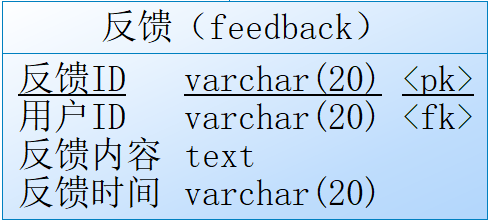 反馈（feedback）
反馈ID varchar(20) <pk>
用户ID varchar(20) <fk>
反馈内容 text
反馈时间 varchar(20)